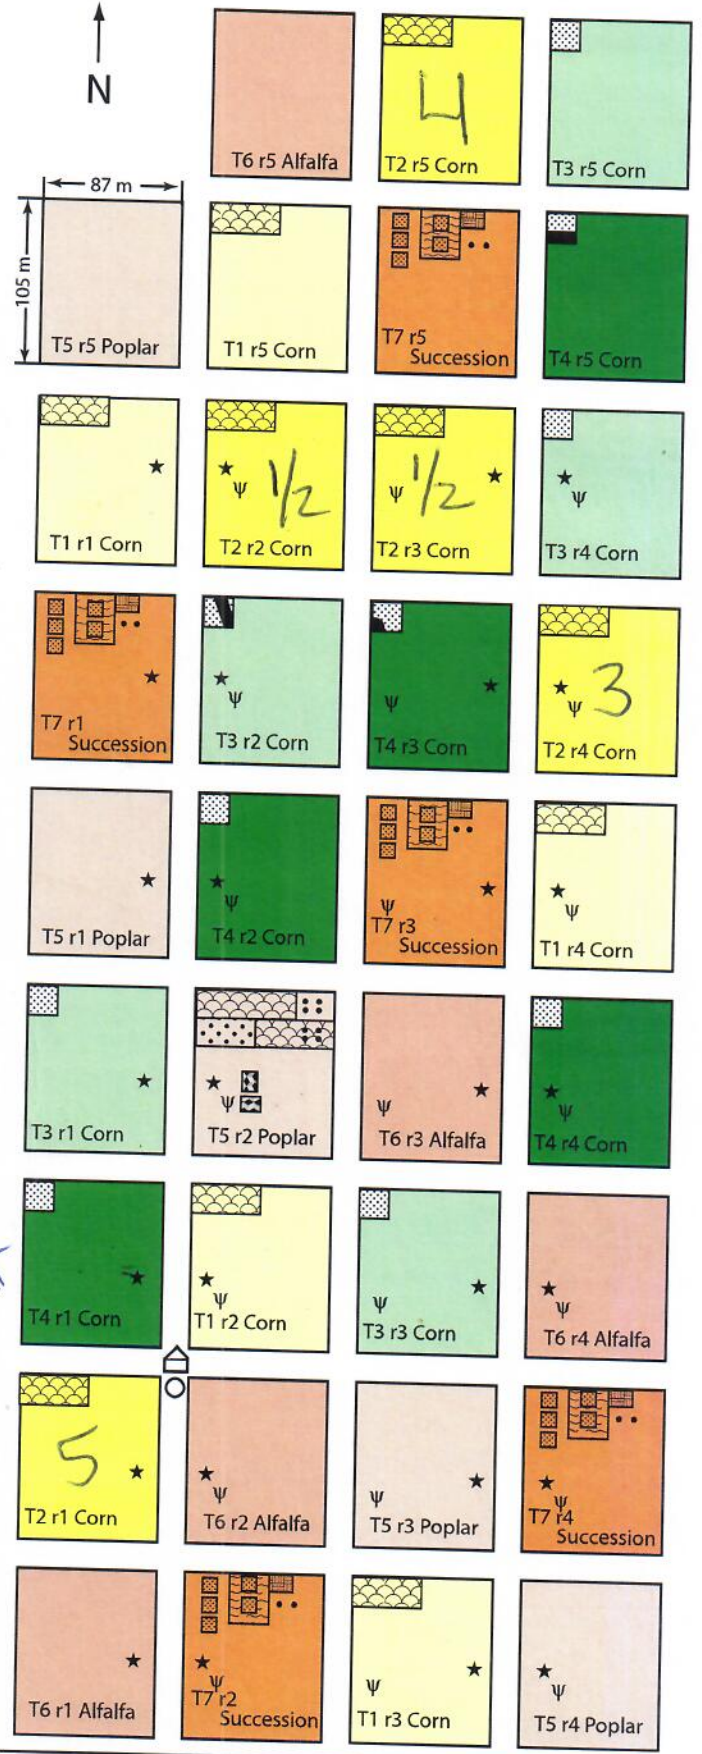 N
T6 r5 Alfalfa
4
T2 r5 Corn
T3 r5 Corn
87 m
105 m
T5 r5 Poplar
T1 r5 Corn
T7 r5
Succession
T4 r5 Corn
T1 r1 Corn
1/2
T2 r2 Corn
1/2
T2 r3 Corn
T3 r4 Corn
T7 r1
Succession
T3 r2 Corn
T4 r3 Corn
3
T2 r4 Corn
T5 r1 Poplar
T4 r2 Corn
T7 r3
Succession
T1 r4 Corn
T3 r1 Corn
T5 r2 Poplar
T6 r3 Alfalfa
T4 r4 Corn
T4 r1 Corn
T1 r2 Corn
T3 r3 Corn
T6 r4 Alfalfa
5
T2 r1 Corn
T6 r2 Alfalfa
T5 r3 Poplar
T7 r4
Succession
T6 r1 Alfalfa
T7 r2
Succession
T1 r3 Corn
T5 r4 Poplar